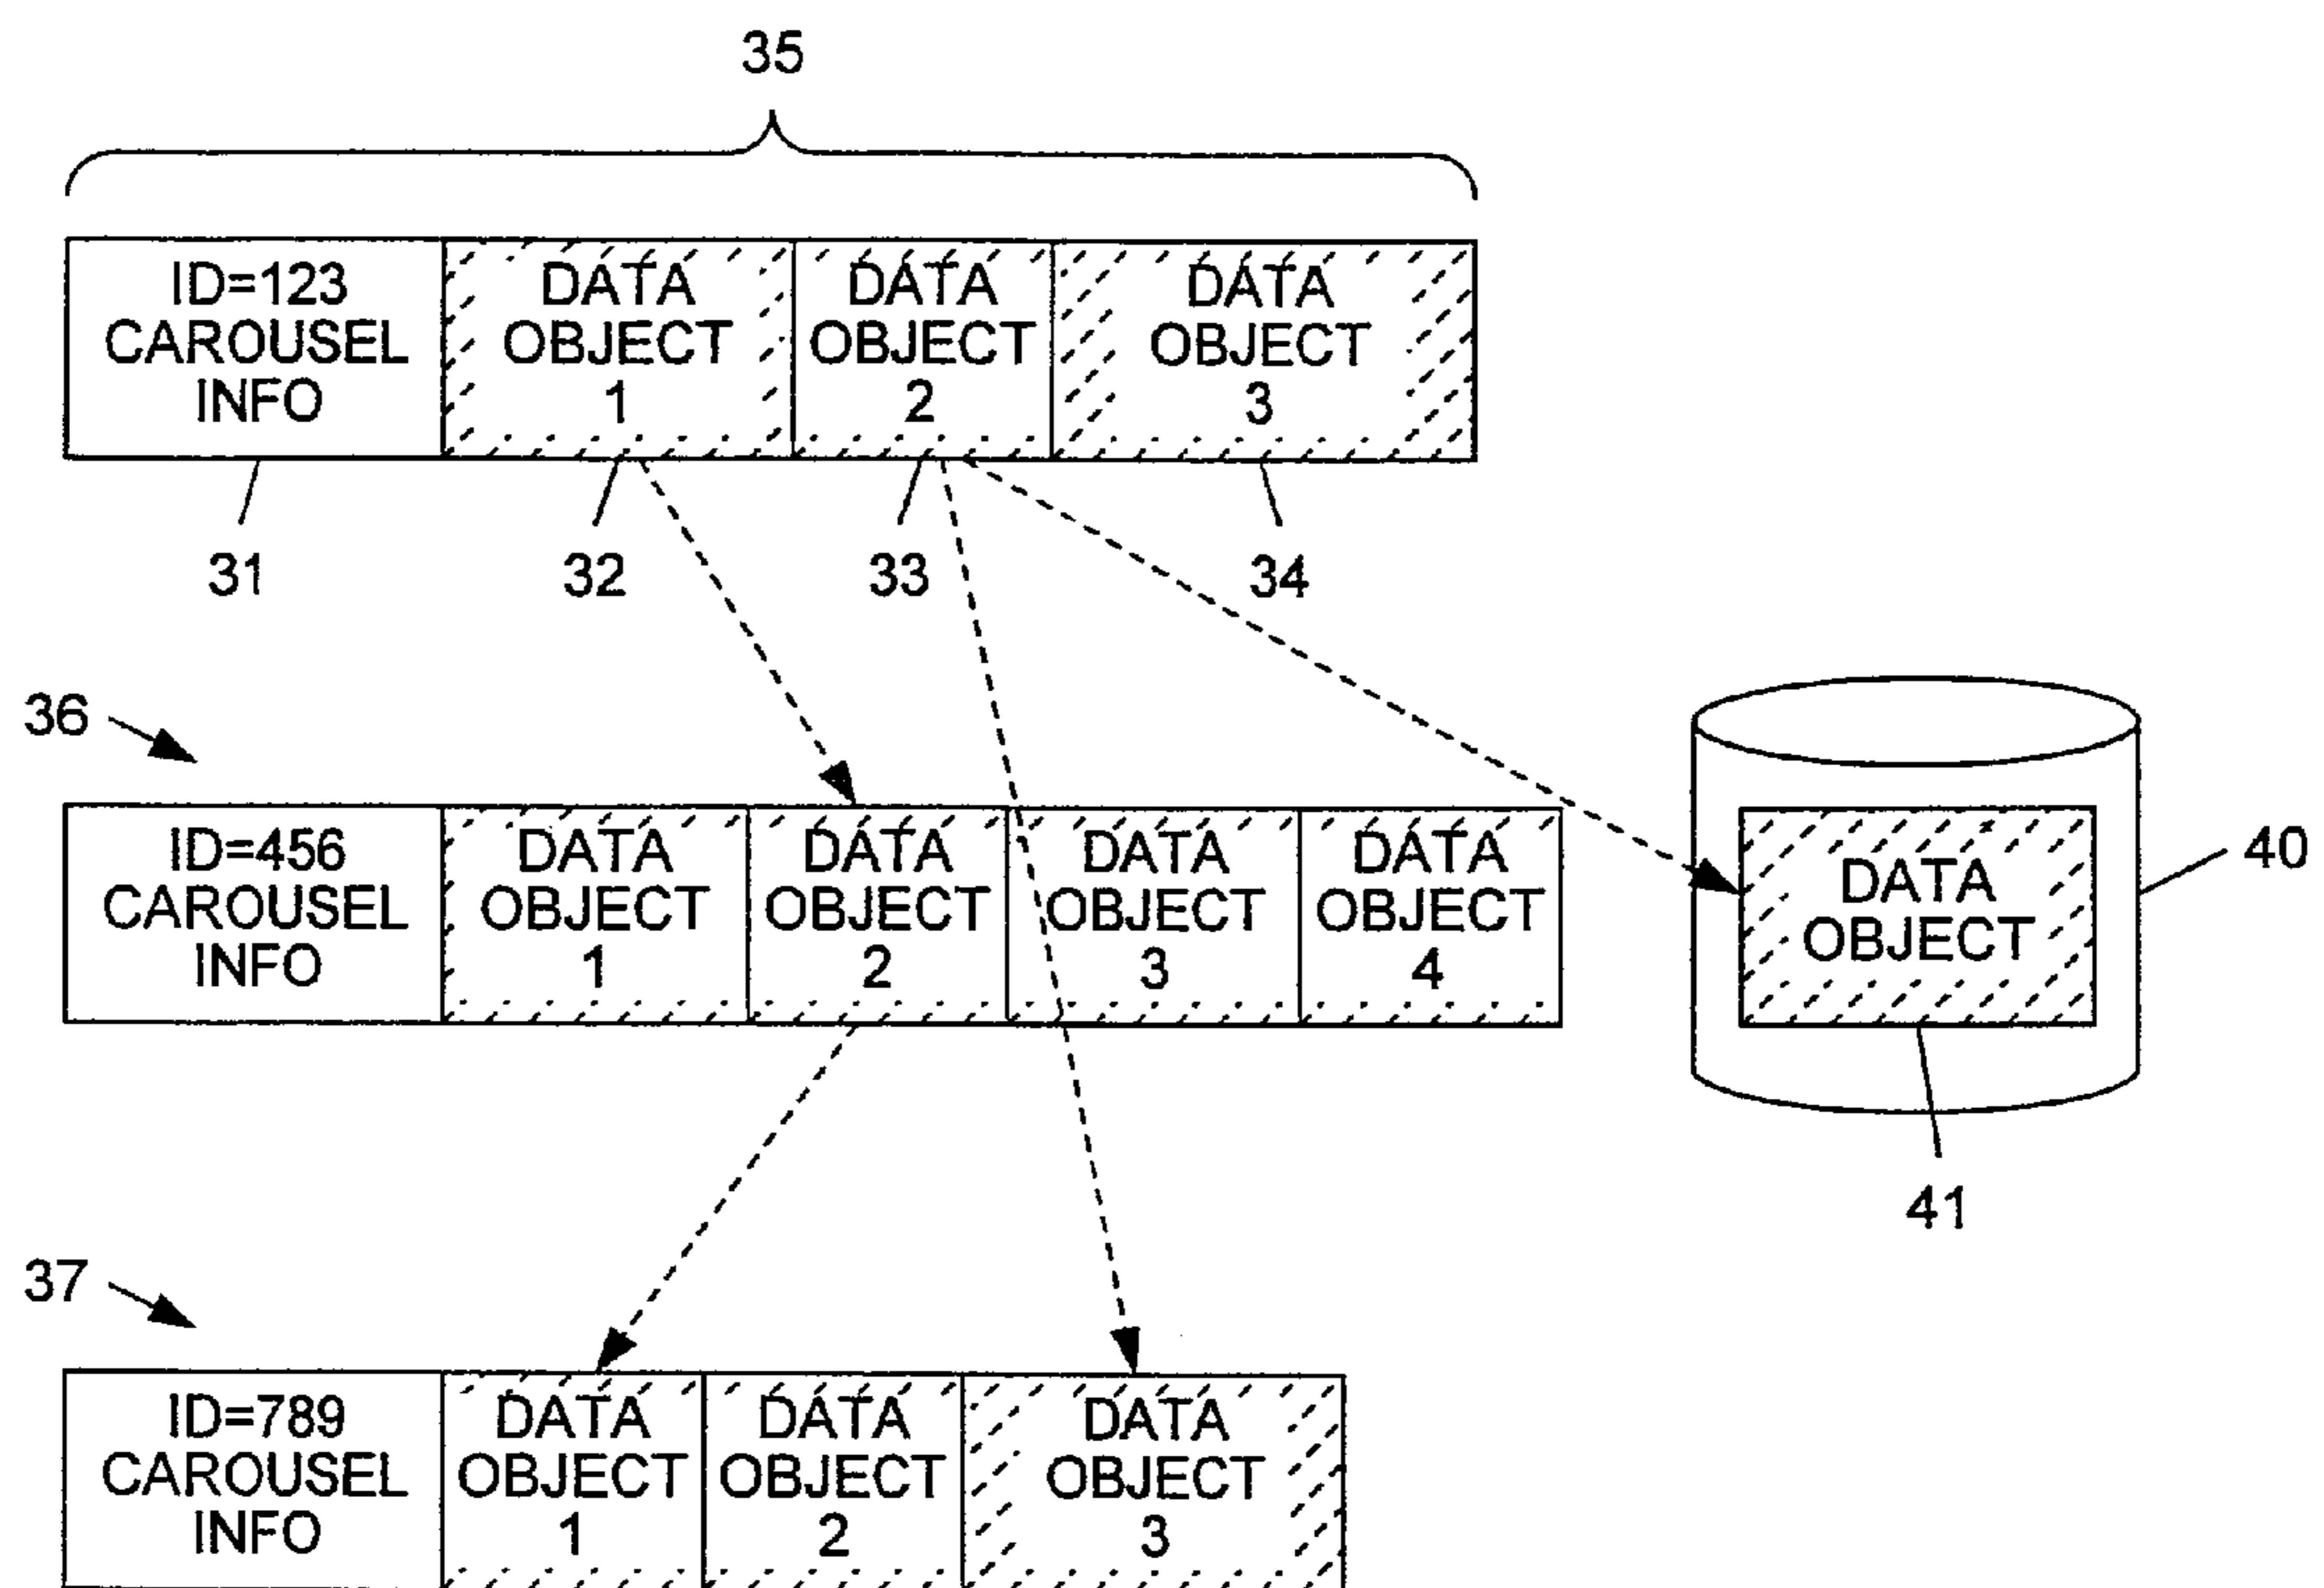 35
ID=123
CAROUSEL
INFO
DATA
OBJECT
1
DATA
OBJECT
2
DATA
OBJECT
3
31
32
33
34
36
ID=456
CAROUSEL
INFO
DATA
OBJECT
1
DATA
OBJECT
2
DATA
OBJECT
3
DATA
OBJECT
4
DATA
OBJECT
40
41
37
ID=789
CAROUSEL
INFO
DATA
OBJECT
1
DATA
OBJECT
2
DATA
OBJECT
3